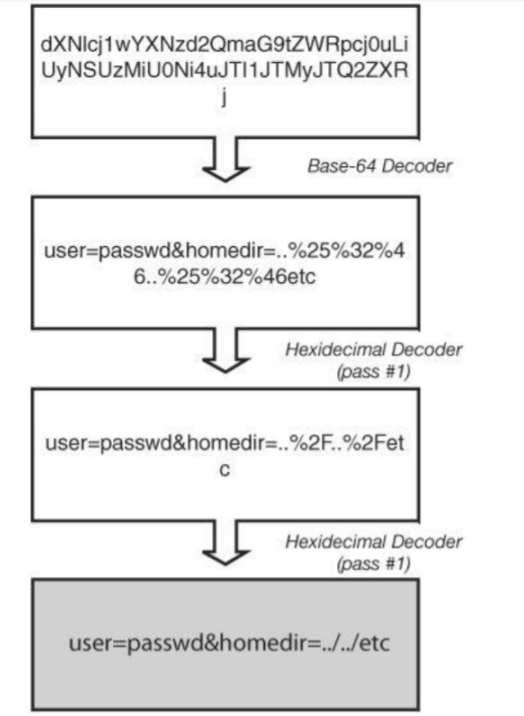 dXNlcj1wYXNzd2QmaG9tZWRpcj0uLi
UyNSUzMiU0Ni4uJTI1JTMyJTQ2ZXR
j
Base-64 Decoder
user=passwd&homedir=..%25%32%4
6..%25%32%46etc
Hexidecimal Decoder
(pass #1)
user=passwd&homedir=..%2F..%2Fet
c
Hexidecimal Decoder
(pass #1)
user=passwd&homedir=../../etc